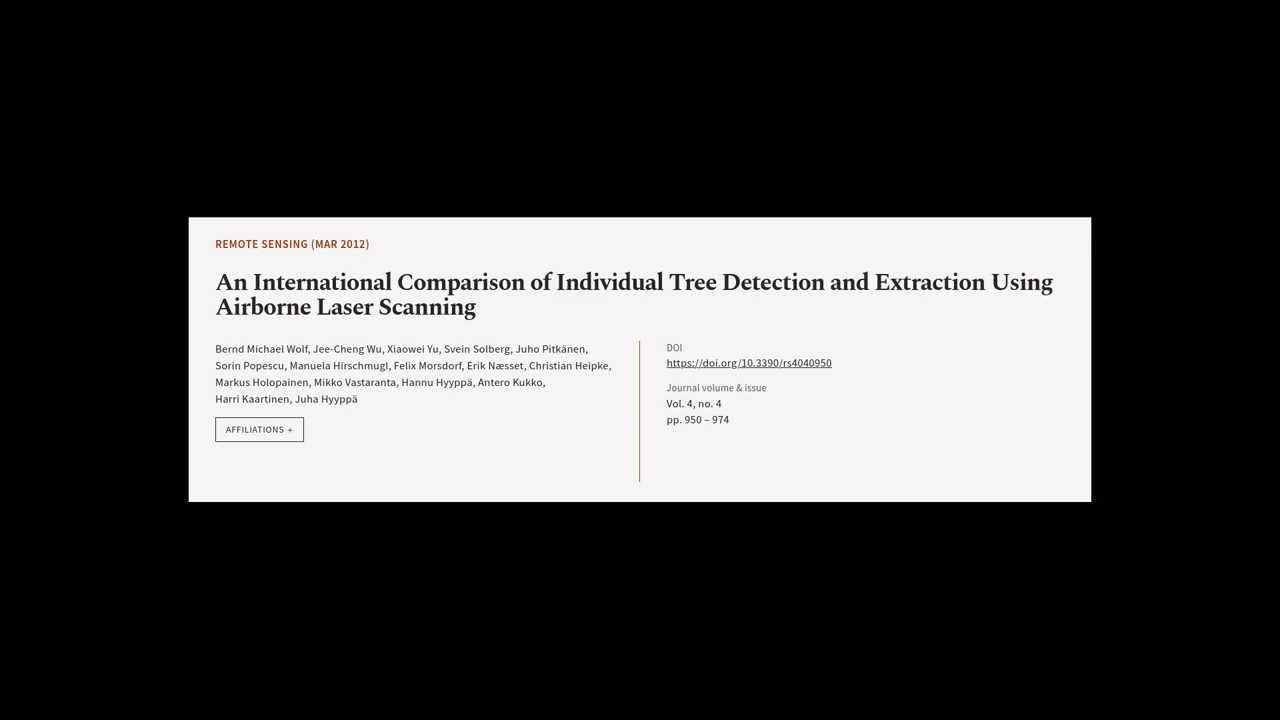 REMOTE SENSING (MAR 2012)
An International Comparison of Individual Tree Detection and Extraction Using
Airborne Laser Scanning
Bernd Michael Wolf, Jee-Cheng Wu, Xiaowei Yu, Svein Solberg, Juho Pitkänen,
Sorin Popescu, Manuela Hirschmugl, Felix Morsdorf, Erik Næsset, Christian Heipke,
Markus Holopainen, Mikko Vastaranta, Hannu Hyyppä, Antero Kukko,
Harri Kaartinen, Juha Hyyppä
AFFILIATIONS +
DOI
https://doi.org/10.3390/rs4040950
Journal volume & issue
Vol. 4, no. 4
pp. 950 – 974